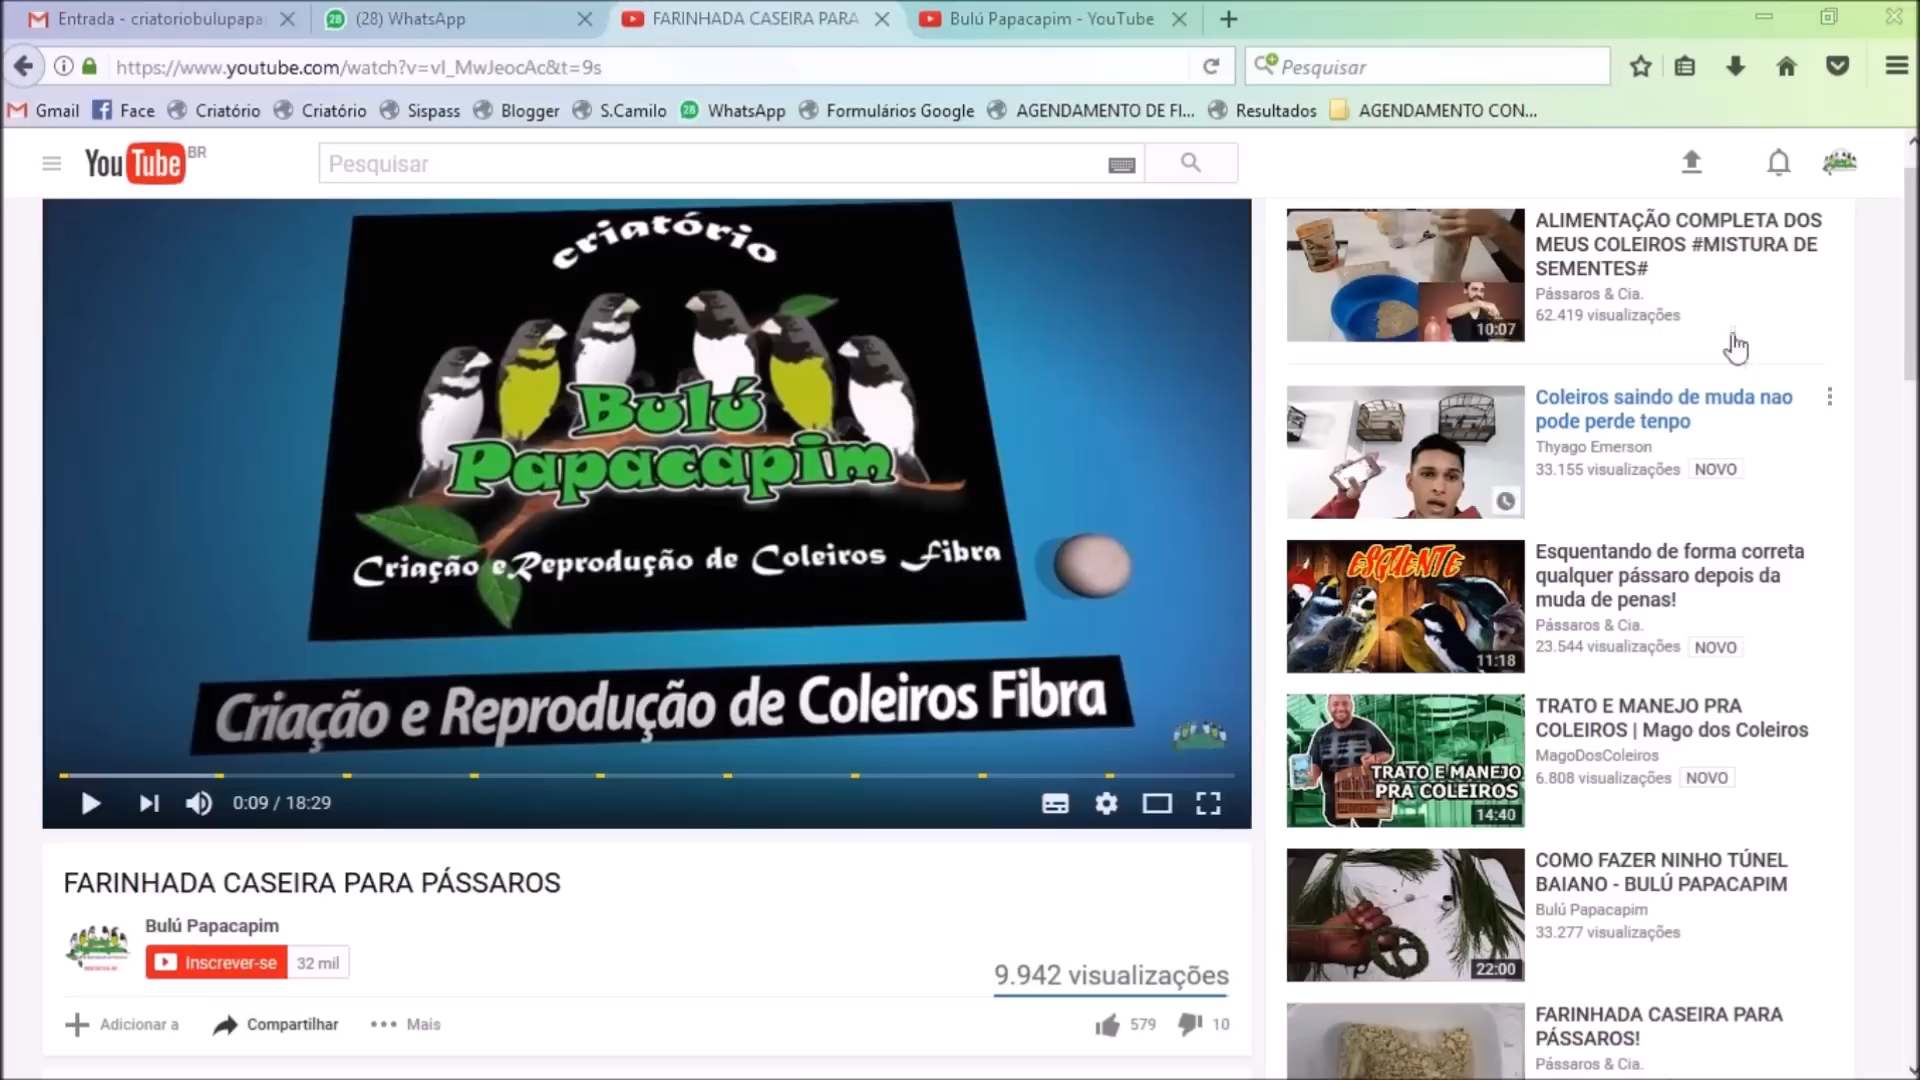 Entrada - criatoriobulupapa
(28) WhatsApp
FARINHADA CASEIRA PARA
Bulú Papacapim - YouTube
https://www.youtube.com/watch?v=vI_MwJeocAc&t=9s
Pesquisar
Gmail
Face
Criatório
Criatório
Sispass
Blogger
S.Camilo
28
WhatsApp
Formulários Google
AGENDAMENTO DE FI...
Resultados
AGENDAMENTO CON...
YouTube BR
Pesquisar
criatório
Bulú
Papacapim
Criação e Reprodução de Coleiros Fibra
Criação e Reprodução de Coleiros Fibra
0:09 / 18:29
FARINHADA CASEIRA PARA PÁSSAROS
Bulú Papacapim
Inscrever-se
32 mil
9.942 visualizações
Adicionar a
Compartilhar
Mais
579
10
10:07
ALIMENTAÇÃO COMPLETA DOS
MEUS COLEIROS #MISTURA DE
SEMENTES#
Pássaros & Cia.
62.419 visualizações
Coleiros saindo de muda nao
pode perde tenpo
Thyago Emerson
33.155 visualizações
NOVO
ESQUENTE
11:18
Esquentando de forma correta
qualquer pássaro depois da
muda de penas!
Pássaros & Cia.
23.544 visualizações
NOVO
TRATO E MANEJO
PRA COLEIROS
14:40
TRATO E MANEJO PRA
COLEIROS | Mago dos Coleiros
MagoDosColeiros
6.808 visualizações
NOVO
22:00
COMO FAZER NINHO TÚNEL
BAIANO - BULÚ PAPACAPIM
Bulú Papacapim
33.277 visualizações
FARINHADA CASEIRA PARA
PÁSSAROS!
Pássaros & Cia.